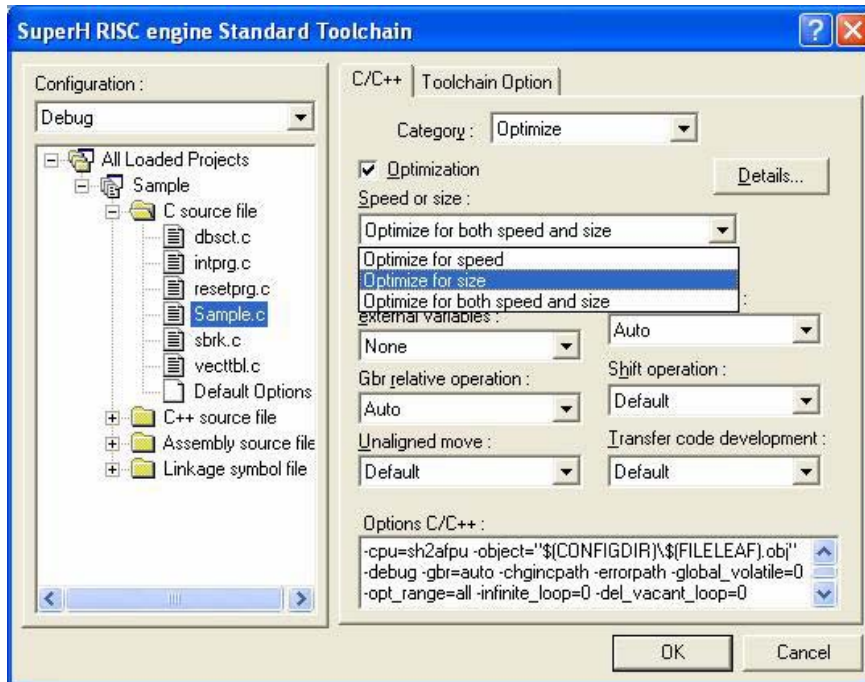 SuperH RISC engine Standard Toolchain
Configuration :
Debug
All Loaded Projects
Sample
C source file
dbsct.c
intprg.c
resetprg.c
Sample.c
sbrk.c
vecttbl.c
Default Options
C++ source file
Assembly source file
Linkage symbol file
C/C++ Toolchain Option
Category : Optimize
Optimization
Details...
Speed or size :
Optimize for both speed and size
Optimize for speed
Optimize for size
Optimize for both speed and size
external variables : :
None Auto
Gbr relative operation : Shift operation :
Auto Default
Unaligned move : Transfer code development :
Default Default
Options C/C++ :
-cpu=sh2afpu -object="$(CONFIGDIR)\$(FILELEAF).obj"
-debug -gbr=auto -chgincpath -errorpath -global_volatile=0
-opt_range=all -infinite_loop=0 -del_vacant_loop=0
OK Cancel